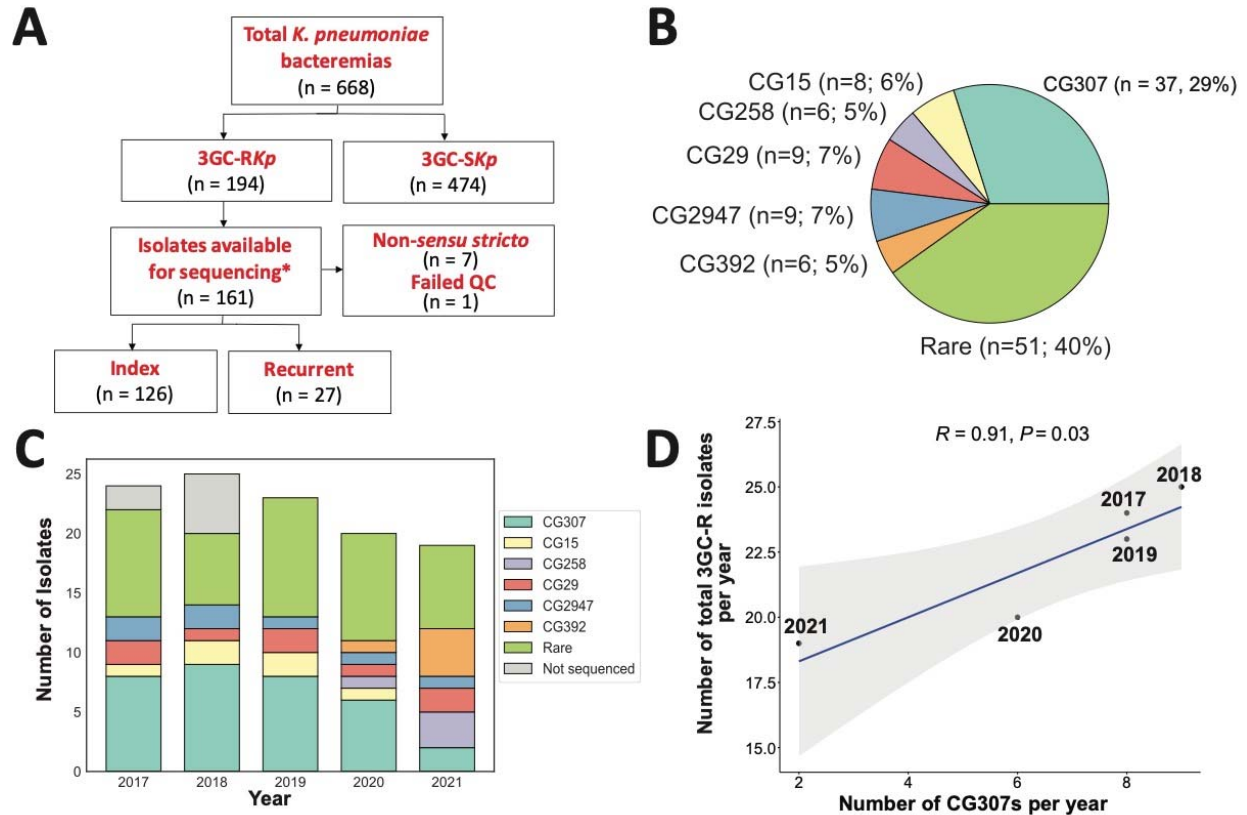 A
Total K. pneumoniae
bacteremias
(n = 668)
3GC-RKp
(n = 194)
3GC-SKp
(n = 474)
Isolates available
for sequencing*
(n = 161)
Non-sensu stricto
(n = 7)
Failed QC
(n = 1)
Index
(n = 126)
Recurrent
(n = 27)
B
CG15 (n=8; 6%)
CG307 (n = 37, 29%)
CG258 (n=6; 5%)
CG29 (n=9; 7%)
CG2947 (n=9; 7%)
CG392 (n=6; 5%)
Rare (n=51; 40%)
C
Number of Isolates
25
20
15
10
5
0
2017 2018 2019 2020 2021
Year
CG307
CG15
CG258
CG29
CG2947
CG392
Rare
Not sequenced
D
R = 0.91, P = 0.03
Number of total 3GC-R isolates
per year
27.5
25.0
22.5
20.0
17.5
15.0
2018
2017
2019
2021
2020
2 4 6 8
Number of CG307s per year